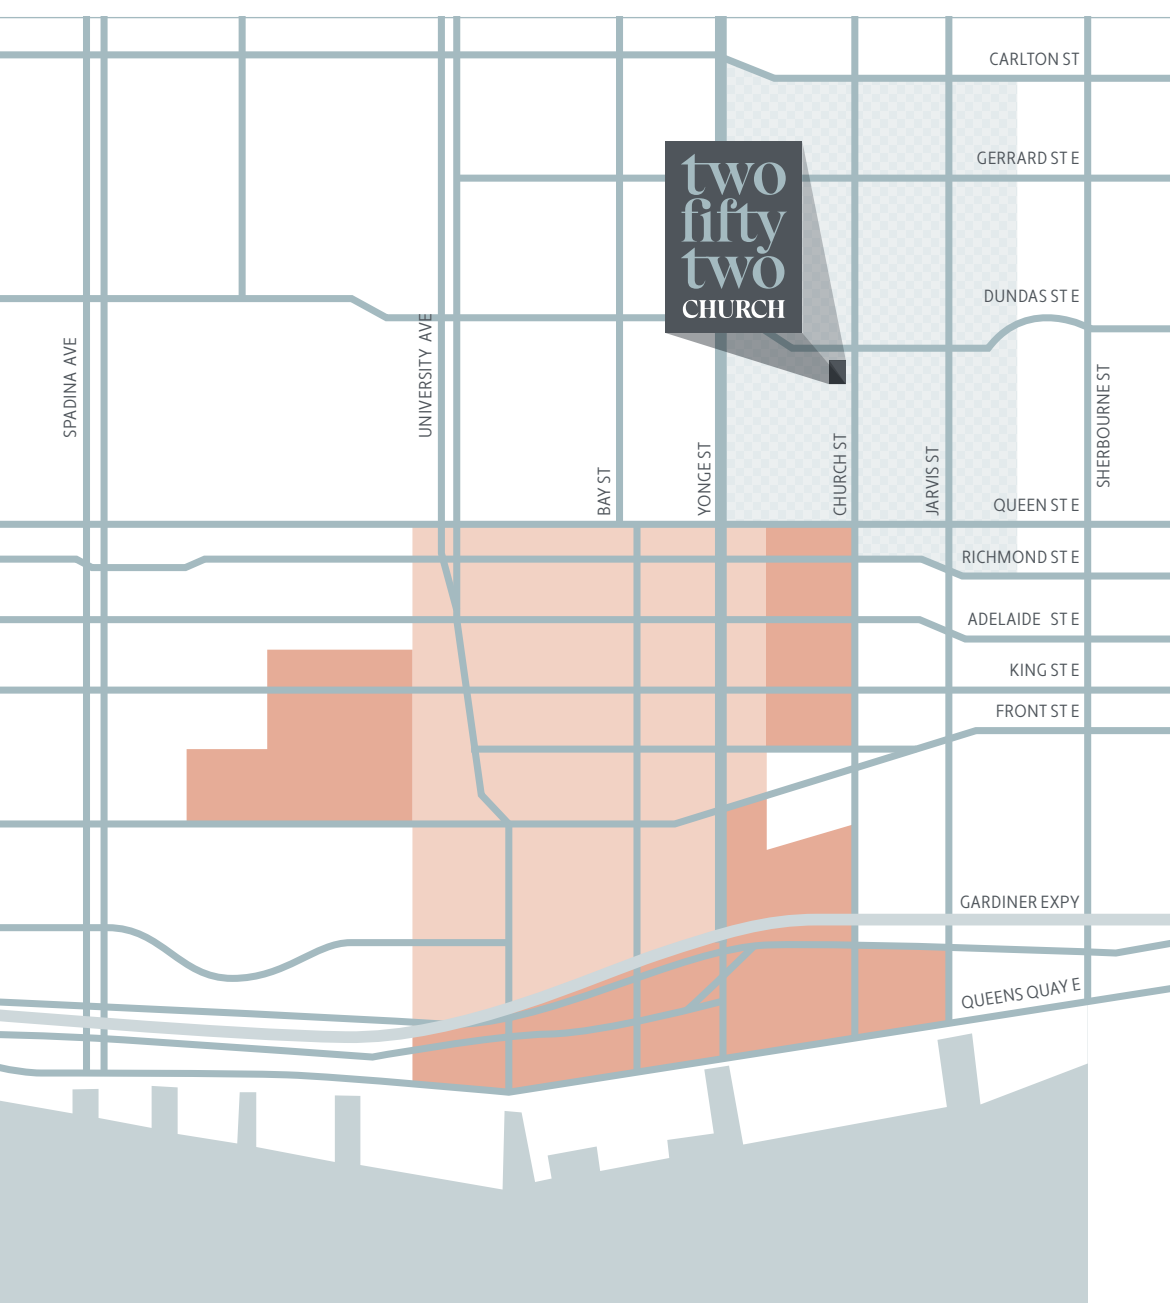 CARLTON ST
GERRARD ST E
two
fifty
two
CHURCH
DUNDAS ST E
SPADINA AVE
UNIVERSITY AVE
BAY ST
YONGE ST
CHURCH ST
JARVIS ST
SHERBOURNE ST
QUEEN ST E
RICHMOND ST E
ADELAIDE ST E
KING ST E
FRONT ST E
GARDINER EXPY
QUEENS QUAY E